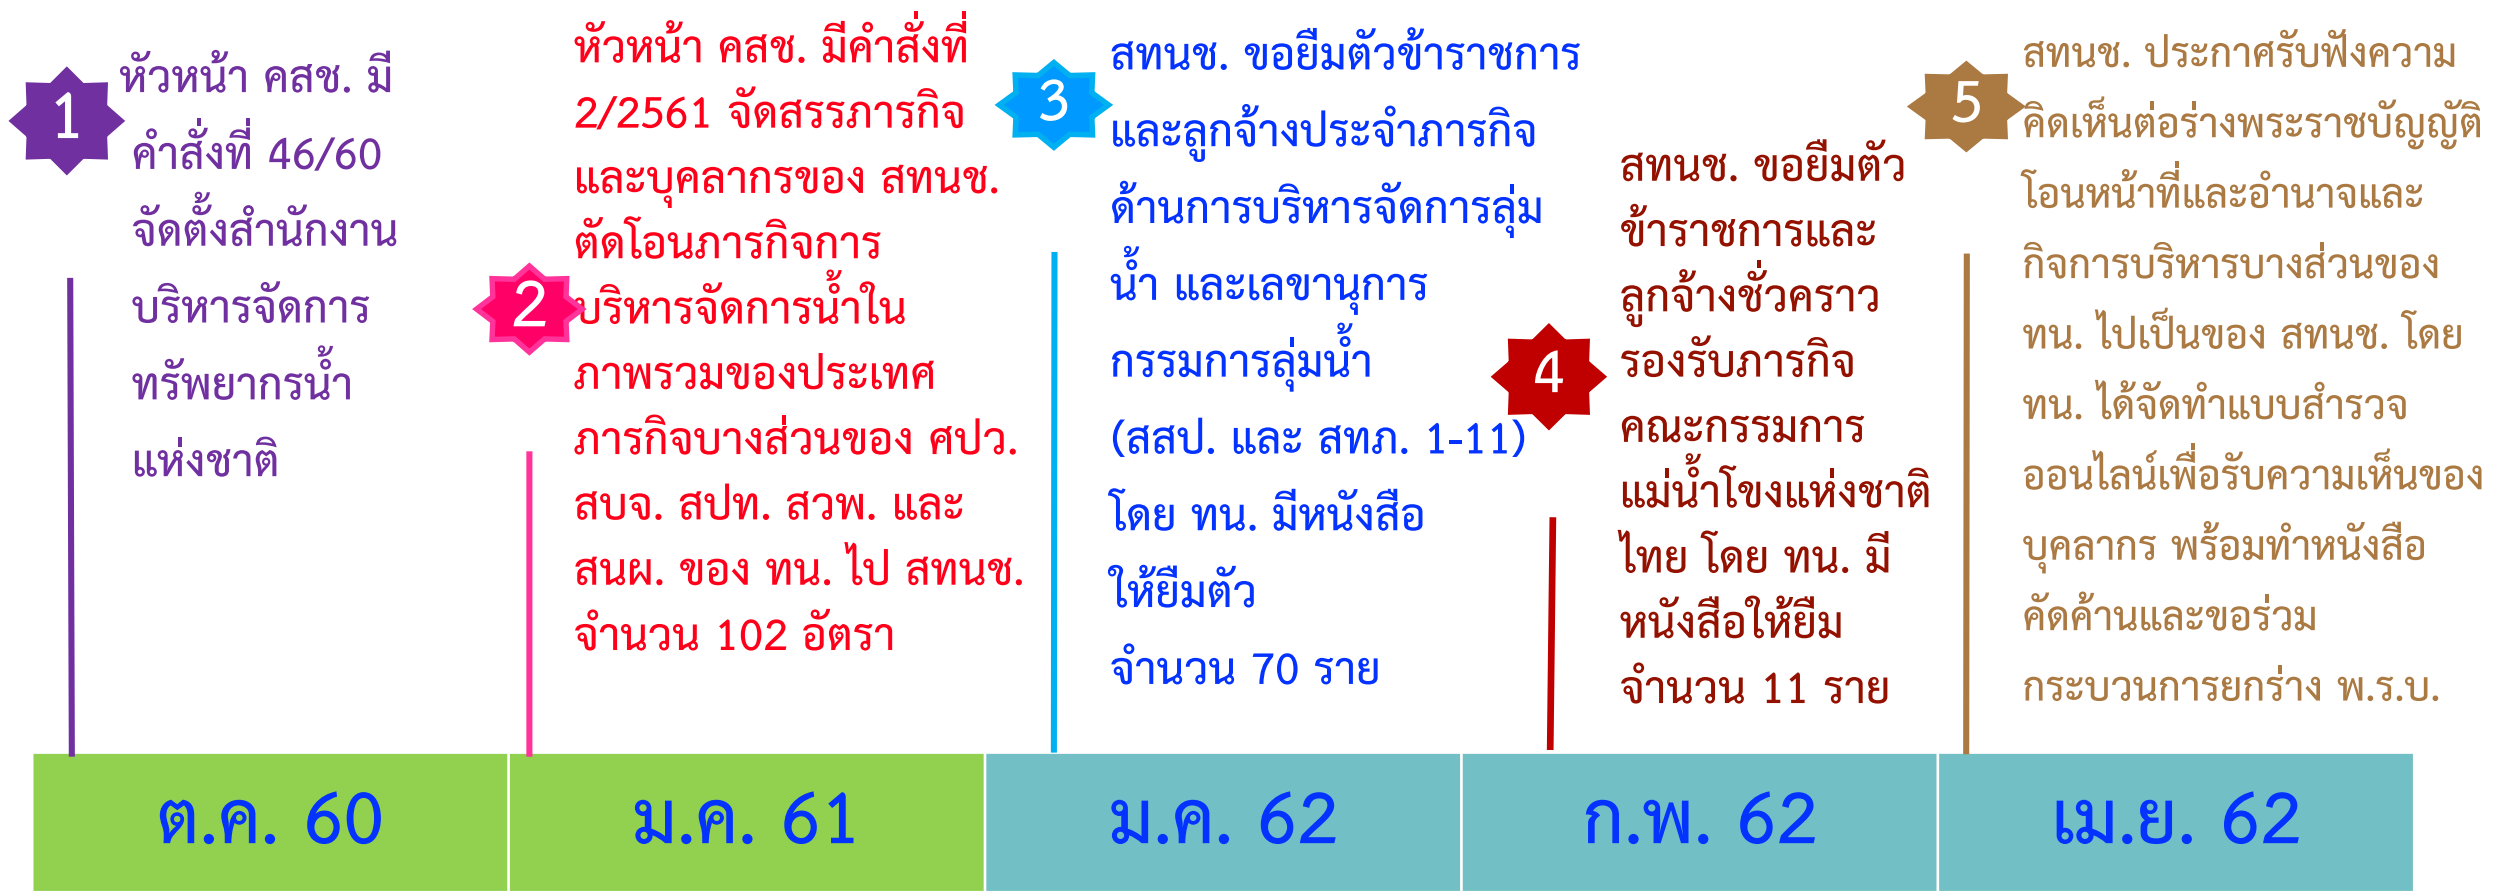 1
หัวหน้า คสช. มี
คำสั่งที่ 46/60
จัดตั้งสำนักงาน
บริหารจัดการ
ทรัพยากรน้ำ
แห่งชาติ
2
หัวหน้า คสช. มีคำสั่งที่
2/2561 จัดสรรภารกิจ
และบุคลากรของ สทนช.
ตัดโอนภารกิจการ
บริหารจัดการน้ำใน
ภาพรวมของประเทศ
ภารกิจบางส่วนของ ศปว.
สบจ. สปท. สวพ. และ
สนผ. ของ ทน. ไป สทนช.
จำนวน 102 อัตรา
3
สทนช. ขอยืมตัวข้าราชการ
และลูกจ้างประจำภารกิจ
ด้านการบริหารจัดการลุ่ม
น้ำ และเลขานุการ
กรรมการลุ่มน้ำ
(สสป. และ สทภ. 1-11)
โดย ทน. มีหนังสือ
ให้ยืมตัว
จำนวน 70 ราย
4
สทนช. ขอยืมตัว
ข้าราชการและ
ลูกจ้างชั่วคราว
รองรับภารกิจ
คณะกรรมการ
แม่น้ำโขงแห่งชาติ
ไทย โดย ทน. มี
หนังสือให้ยืม
จำนวน 11 ราย
5
สทนช. ประกาศรับฟังความ
คิดเห็นต่อร่างพระราชบัญญัติ
โอนหน้าที่และอำนาจและ
กิจการบริหารบางส่วนของ
ทน. ไปเป็นของ สทนช. โดย
ทน. ได้จัดทำแบบสำรวจ
ออนไลน์เพื่อรับความเห็นของ
บุคลากร พร้อมทำหนังสือ
คัดค้านและขอร่วม
กระบวนการยกร่าง พ.ร.บ.
ต.ค. 60
ม.ค. 61
ม.ค. 62
ก.พ. 62
เม.ย. 62